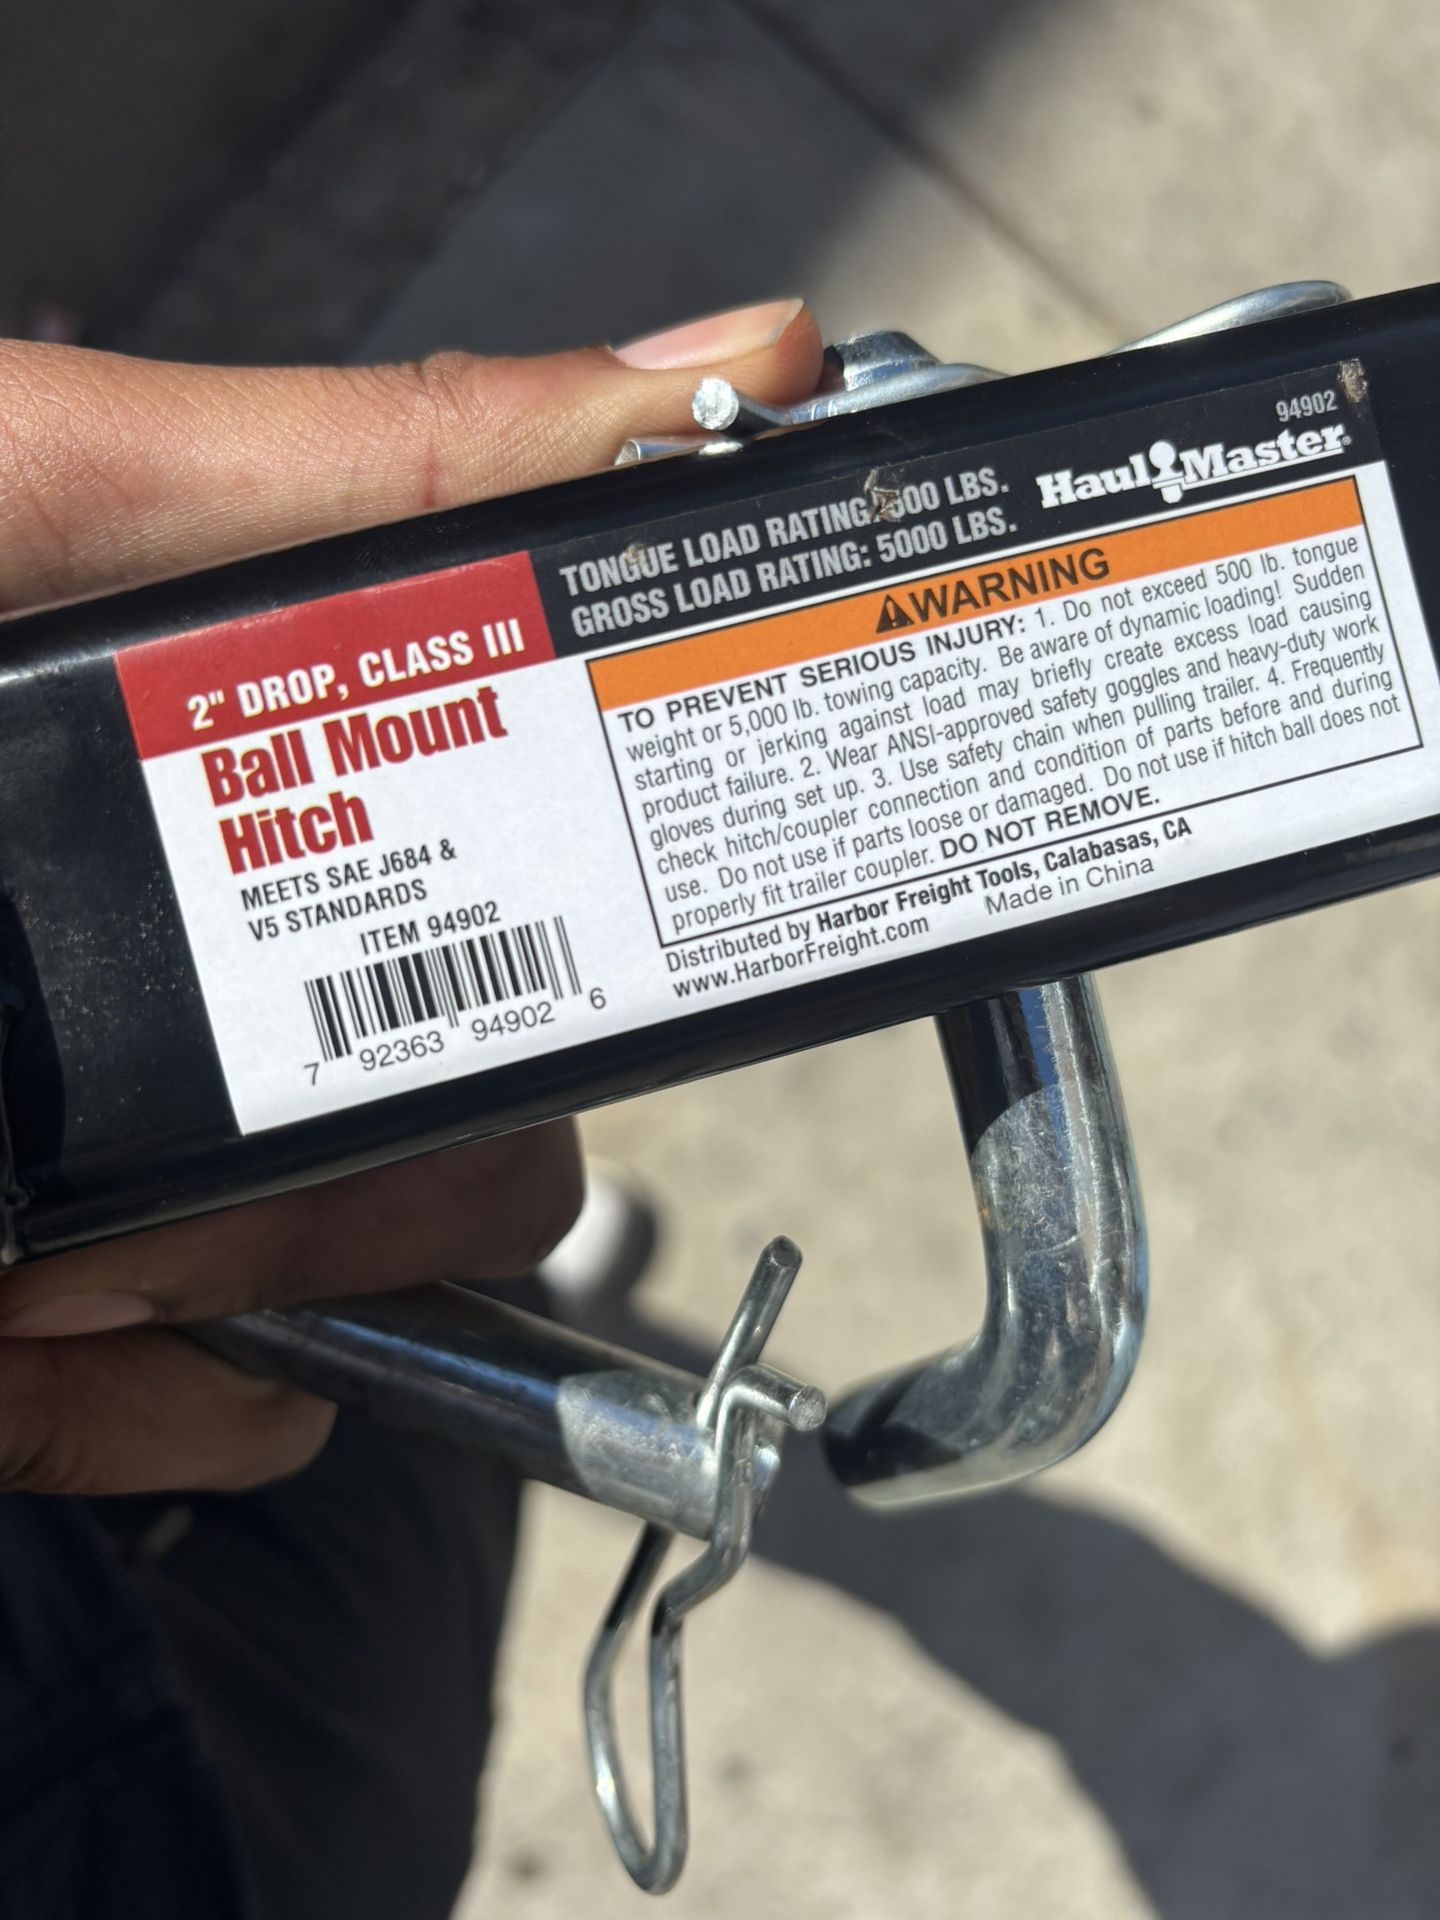 94902
Haul Master®
TONGUE LOAD RATING: 500 LBS.
GROSS LOAD RATING: 5000 LBS.
2" DROP, CLASS III
Ball Mount
Hitch
MEETS SAE J684 &
V5 STANDARDS
ITEM 94902
7 92363 94902 6
⚠WARNING
TO PREVENT SERIOUS INJURY: 1. Do not exceed 500 lb. tongue
weight or 5,000 lb. towing capacity. Be aware of dynamic loading! Sudden
starting or jerking against load may briefly create excess load causing
product failure. 2. Wear ANSI-approved safety goggles and heavy-duty work
gloves during set up. 3. Use safety chain when pulling trailer. 4. Frequently
check hitch/coupler connection and condition of parts before and during
use. Do not use if parts loose or damaged. Do not use if hitch ball does not
properly fit trailer coupler. DO NOT REMOVE.
Distributed by Harbor Freight Tools, Calabasas, CA
www.HarborFreight.com Made in China